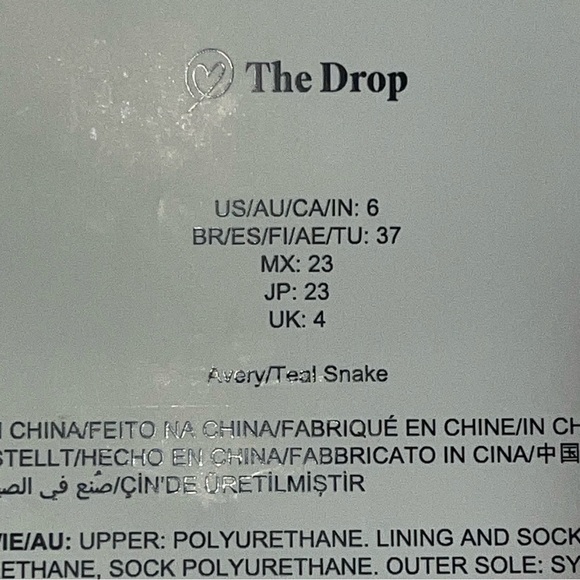 The Drop
US/AU/CA/IN: 6
BR/ES/FI/AE/TU: 37
MX: 23
JP: 23
UK: 4
Avery/Teal Snake
CHINA/FEITO NA CHINA/FABRIQUÉ EN CHINE/IN CH
STELLT/HECHO EN CHINA/FABBRICATO IN CINA/中国
صُنع في الص/ÇİN'DE ÜRETİLMİŞTİR
/IE/AU: UPPER: POLYURETHANE. LINING AND SOCK
ETHANE, SOCK POLYURETHANE. OUTER SOLE: SY